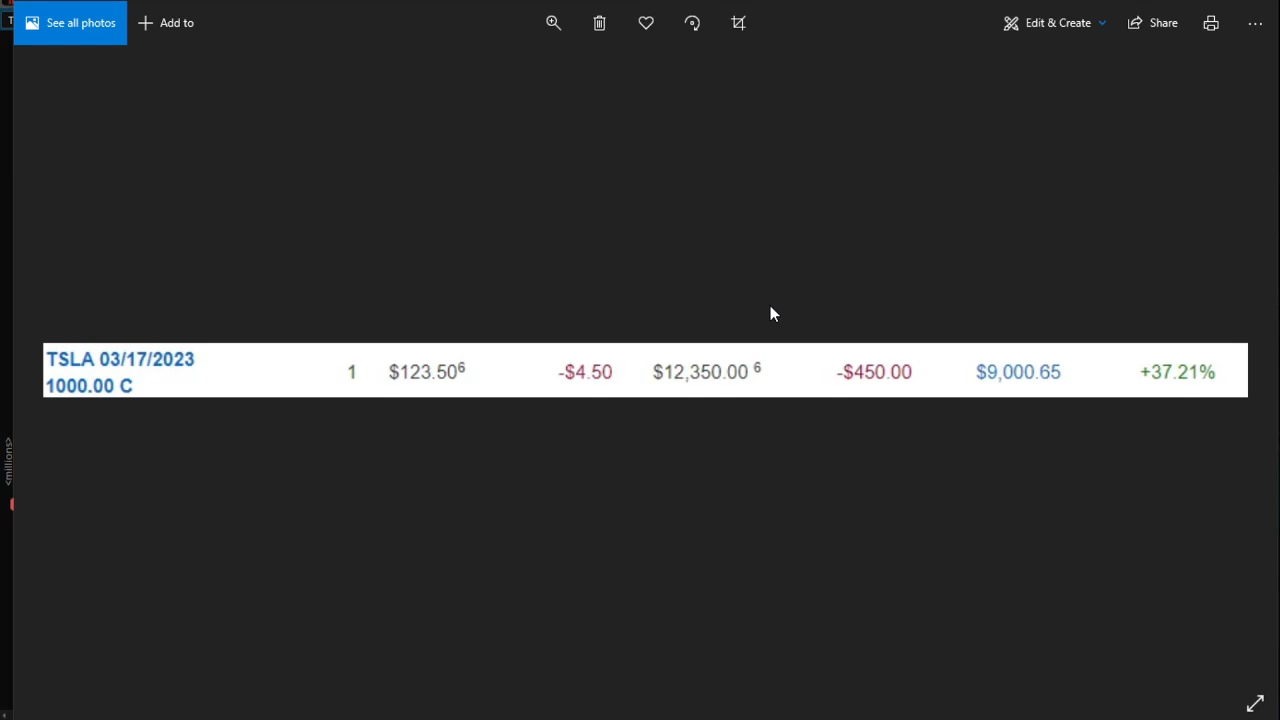 See all photos
Add to
Edit & Create
Share
TSLA 03/17/2023
1000.00 C
1 $123.50⁶ -$4.50 $12,350.00 ⁶ -$450.00 $9,000.65 +37.21%
<millions>